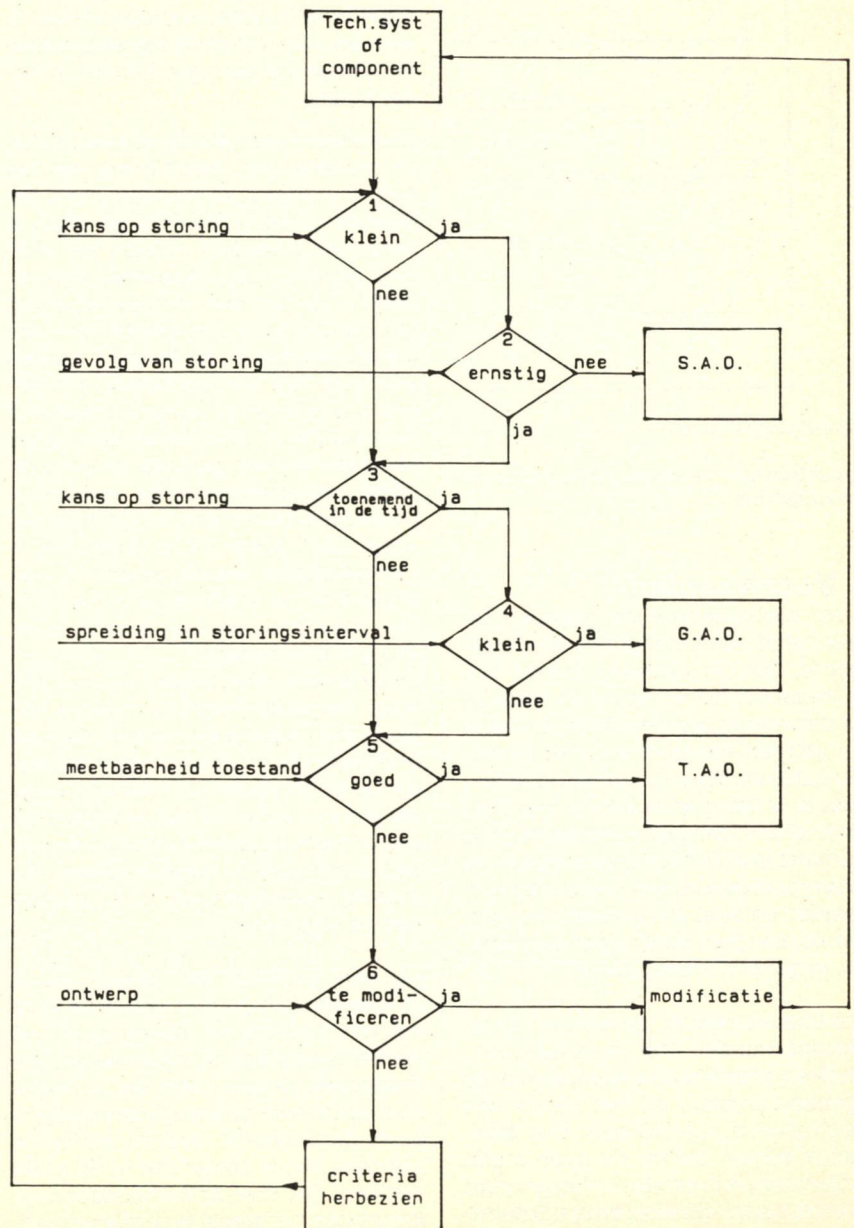 Tech.syst
of
component
1
kans op storing
klein
ja
nee
2
gevolg van storing
ernstig
nee
S.A.O.
ja
3
kans op storing
toenemend
in de tijd
ja
nee
4
spreiding in storingsinterval
klein
ja
G.A.O.
nee
5
meetbaarheid toestand
goed
ja
T.A.O.
nee
6
ontwerp
te modi-
ficeren
ja
modificatie
nee
criteria
herbezien